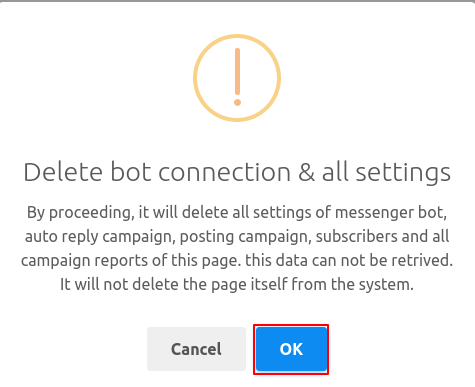 Delete bot connection & all settings
By proceeding, it will delete all settings of messenger bot,
auto reply campaign, posting campaign, subscribers and all
campaign reports of this page. this data can not be retrived.
It will not delete the page itself from the system.
Cancel OK